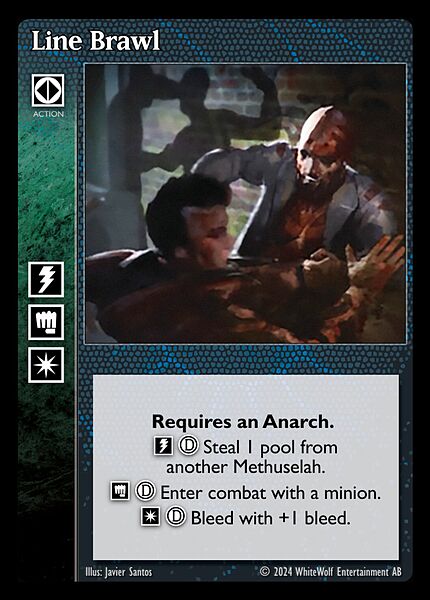 Line Brawl
ACTION
Requires an Anarch.
Ⓓ Steal 1 pool from
another Methuselah.
Ⓓ Enter combat with a minion.
Ⓓ Bleed with +1 bleed.
Illus: Javier Santos © 2024 WhiteWolf Entertainment AB